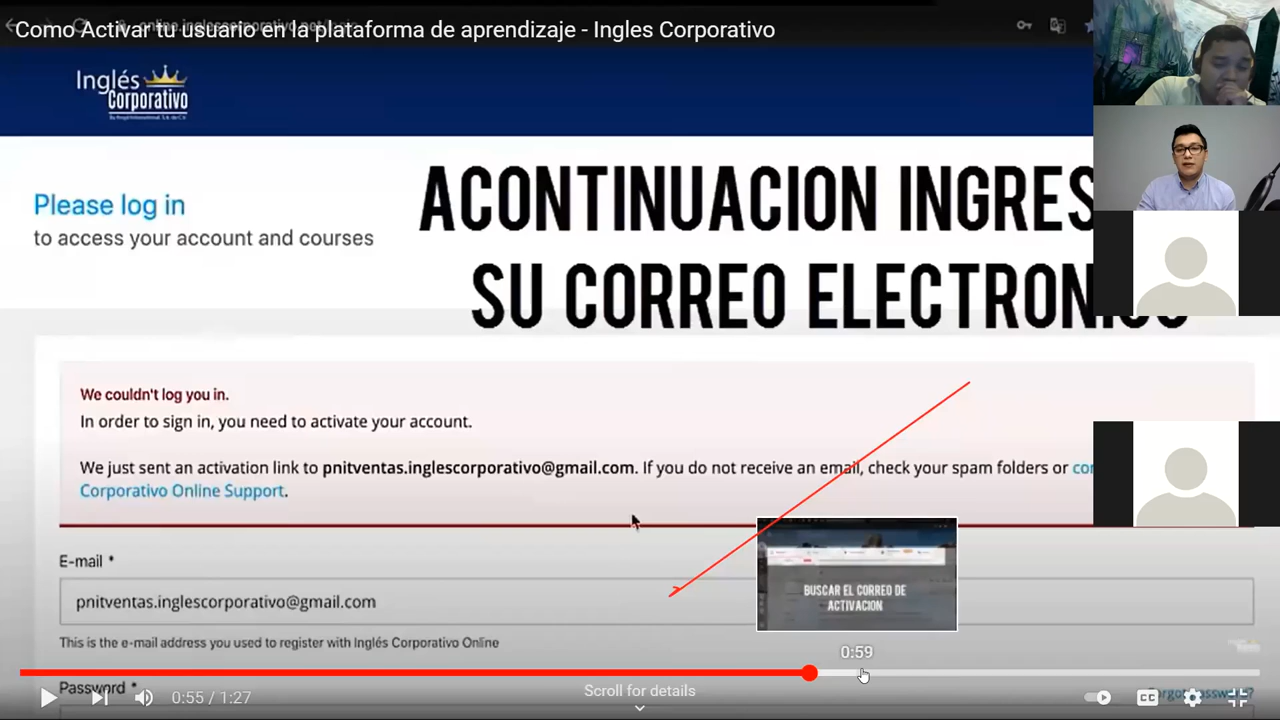 Como Activar tu usuario en la plataforma de aprendizaje - Ingles Corporativo
Inglés
Corporativo
Please log in
to access your account and courses
ACONTINUACION INGRES
SU CORREO ELECTRONICO
We couldn't log you in.
In order to sign in, you need to activate your account.
We just sent an activation link to pnitventas.inglescorporativo@gmail.com. If you do not receive an email, check your spam folders or
Corporativo Online Support.
E-mail *
pnitventas.inglescorporativo@gmail.com
This is the e-mail address you used to register with Inglés Corporativo Online
BUSCAR EL CORREO DE
ACTIVACION
0:59
Password *
0:55 / 1:27
Scroll for details
CC